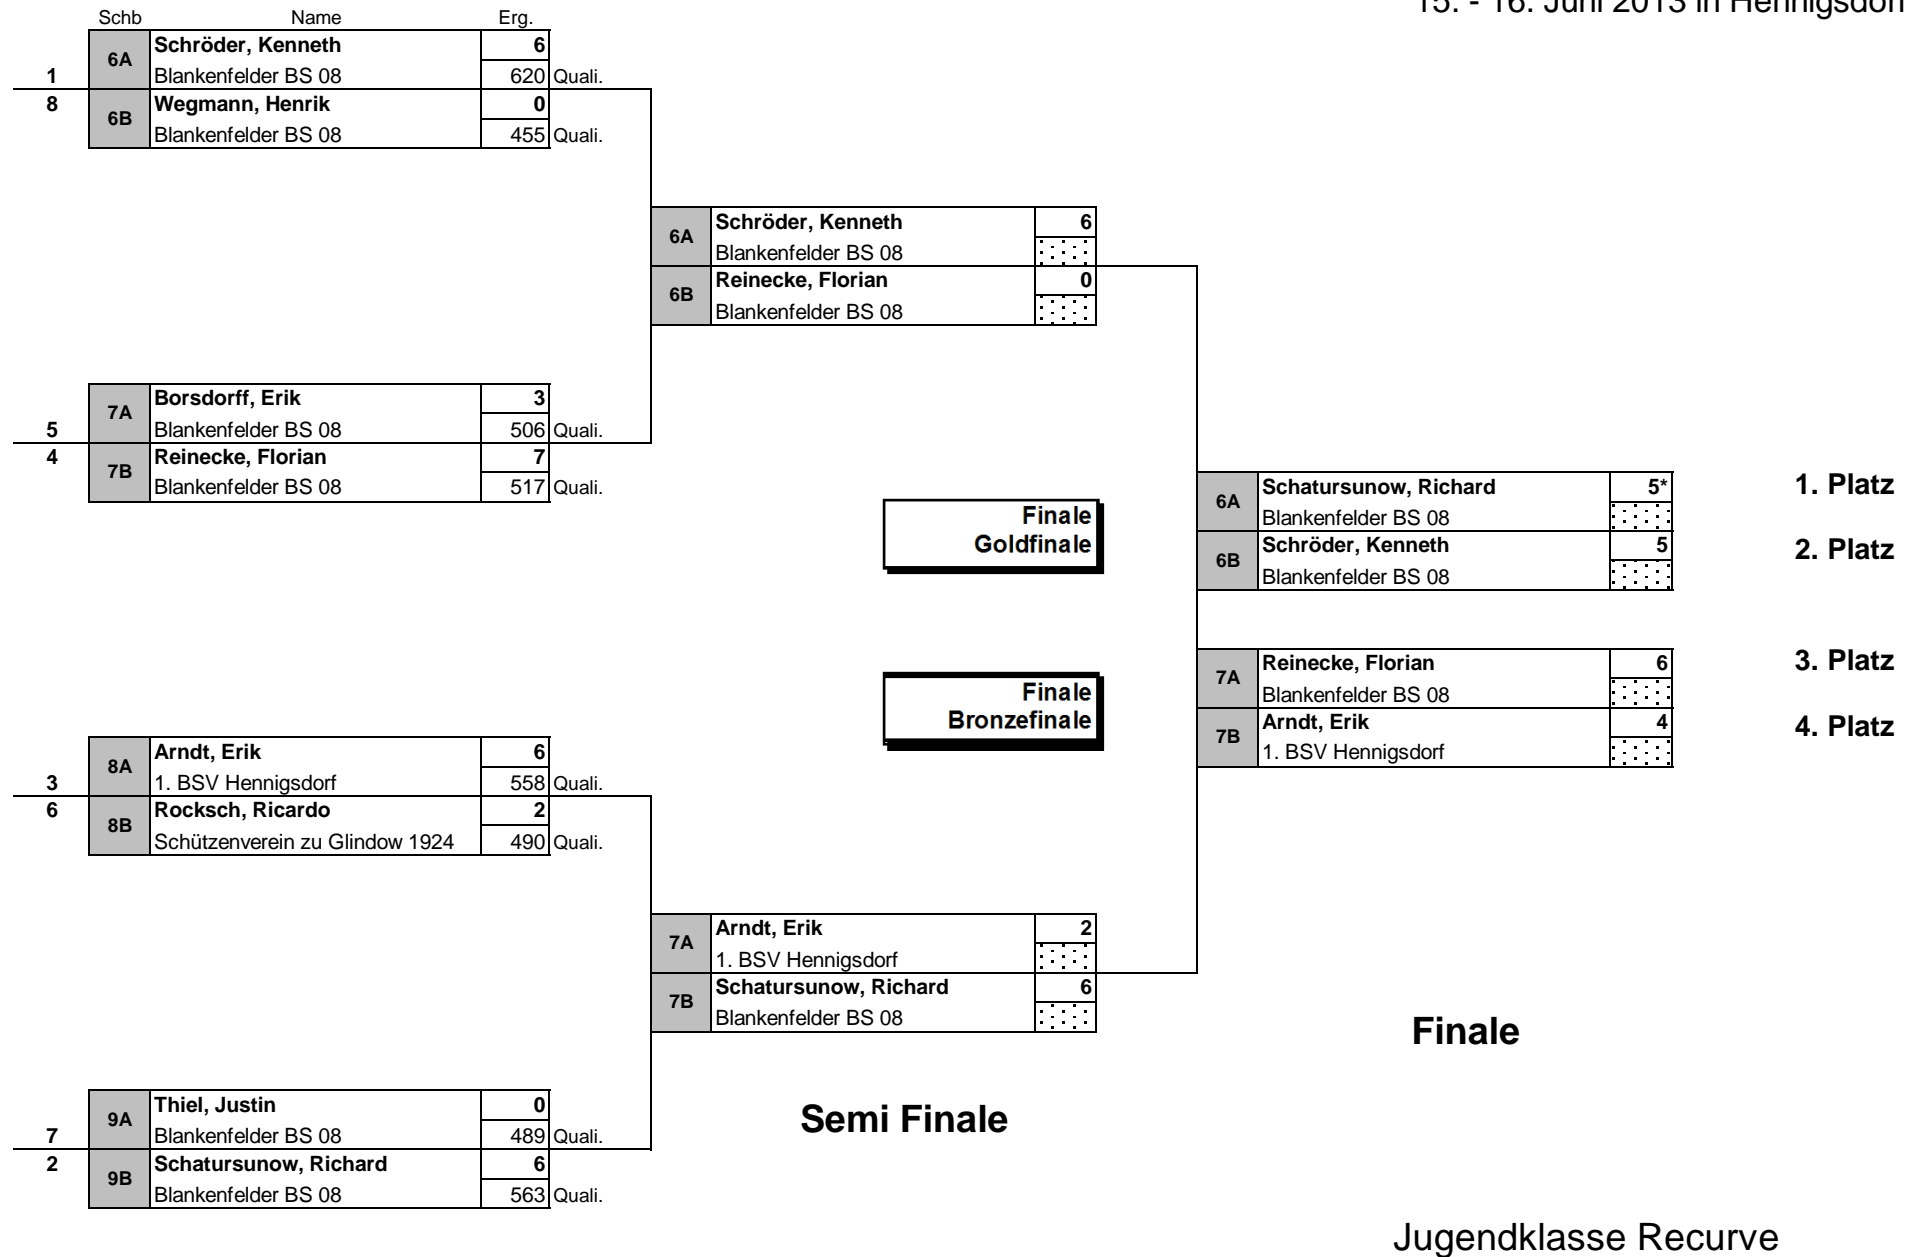 15. - 16. Juni 2013 in Hennigsdorf
Schb Name Erg.
6A Schröder, Kenneth 6
1 Blankenfelder BS 08 620 Quali.
8 6B Wegmann, Henrik 0
Blankenfelder BS 08 455 Quali.
6A Schröder, Kenneth 6
Blankenfelder BS 08
6B Reinecke, Florian 0
Blankenfelder BS 08
7A Borsdorff, Erik 3
5 Blankenfelder BS 08 506 Quali.
4 7B Reinecke, Florian 7
Blankenfelder BS 08 517 Quali.
6A Schatursunow, Richard 5* 1. Platz
Blankenfelder BS 08
Finale
Goldfinale
6B Schröder, Kenneth 5 2. Platz
Blankenfelder BS 08
7A Reinecke, Florian 6 3. Platz
Blankenfelder BS 08
Finale
Bronzefinale
7B Arndt, Erik 4 4. Platz
1. BSV Hennigsdorf
8A Arndt, Erik 6
3 1. BSV Hennigsdorf 558 Quali.
6 8B Rocksch, Ricardo 2
Schützenverein zu Glindow 1924 490 Quali.
7A Arndt, Erik 2
1. BSV Hennigsdorf
7B Schatursunow, Richard 6
Blankenfelder BS 08
Finale
Semi Finale
9A Thiel, Justin 0
7 Blankenfelder BS 08 489 Quali.
2 9B Schatursunow, Richard 6
Blankenfelder BS 08 563 Quali.
Jugendklasse Recurve